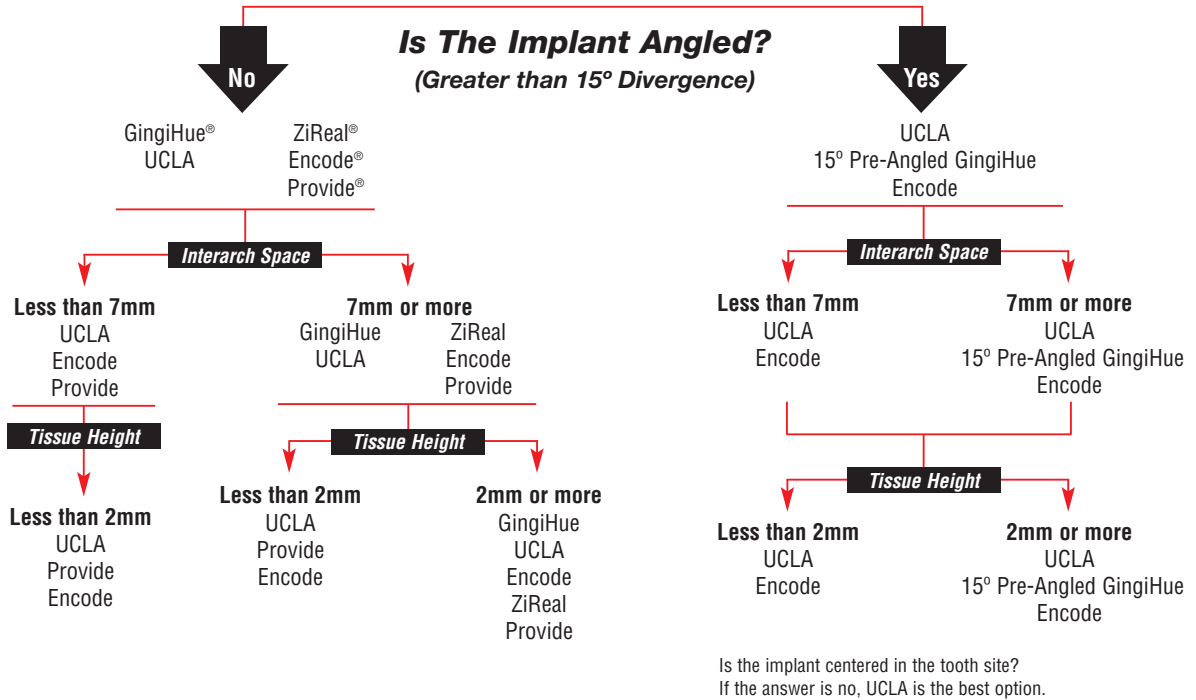 Is The Implant Angled?
(Greater than 15º Divergence)
No
GingiHue®
UCLA
ZiReal®
Encode®
Provide®
Interarch Space
Less than 7mm
UCLA
Encode
Provide
7mm or more
GingiHue
UCLA
ZiReal
Encode
Provide
Tissue Height
Less than 2mm
UCLA
Provide
Encode
Tissue Height
Less than 2mm
UCLA
Provide
Encode
2mm or more
GingiHue
UCLA
Encode
ZiReal
Provide
Yes
UCLA
15º Pre-Angled GingiHue
Encode
Interarch Space
Less than 7mm
UCLA
Encode
7mm or more
UCLA
15º Pre-Angled GingiHue
Encode
Tissue Height
Less than 2mm
UCLA
Encode
2mm or more
UCLA
15º Pre-Angled GingiHue
Encode
Is the implant centered in the tooth site?
If the answer is no, UCLA is the best option.